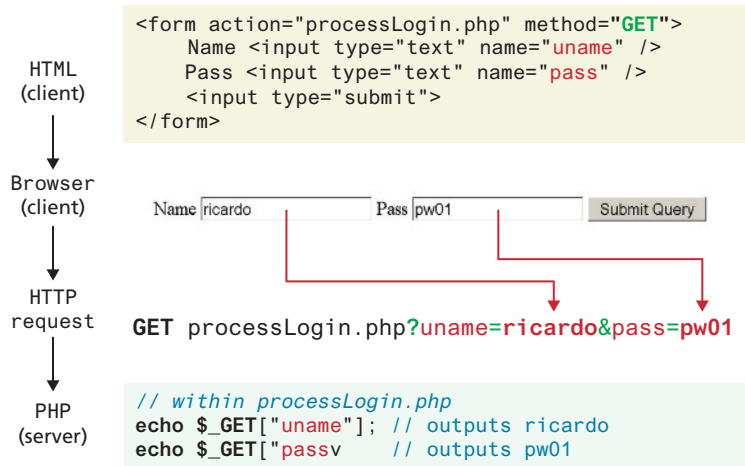 <form action="processLogin.php" method="GET">
Name <input type="text" name="uname" />
Pass <input type="text" name="pass" />
<input type="submit">
</form>
HTML
(client)
Browser
(client)
Name ricardo Pass pw01 Submit Query
HTTP
request
GET processLogin.php?uname=ricardo&pass=pw01
PHP
(server)
// within processLogin.php
echo $_GET["uname"]; // outputs ricardo
echo $_GET["passv // outputs pw01